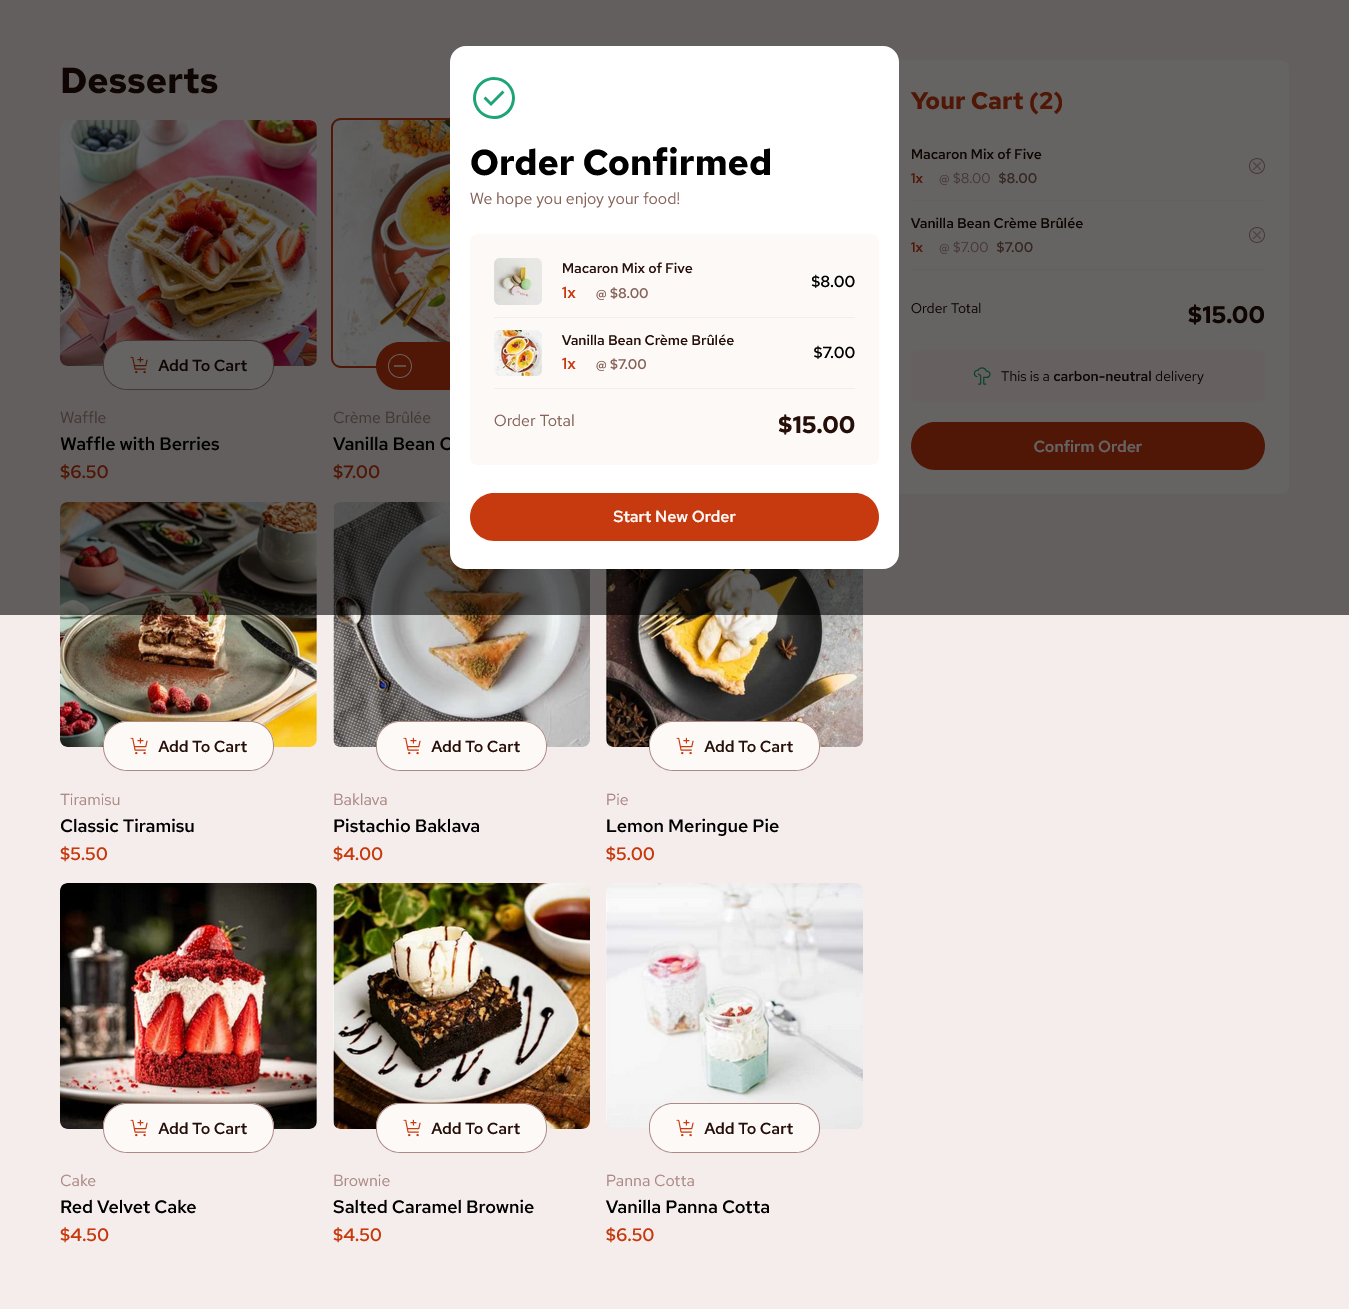 Desserts
Add To Cart
Waffle
Waffle with Berries
$6.50
Crème Brûlée
Vanilla Bean C
$7.00
Order Confirmed
We hope you enjoy your food!
Macaron Mix of Five
1x @ $8.00
$8.00
Vanilla Bean Crème Brûlée
1x @ $7.00
$7.00
Order Total
$15.00
Start New Order
Your Cart (2)
Macaron Mix of Five
1x @ $8.00 $8.00
Vanilla Bean Crème Brûlée
1x @ $7.00 $7.00
Order Total
$15.00
This is a carbon-neutral delivery
Confirm Order
Add To Cart
Tiramisu
Classic Tiramisu
$5.50
Add To Cart
Baklava
Pistachio Baklava
$4.00
Add To Cart
Pie
Lemon Meringue Pie
$5.00
Add To Cart
Cake
Red Velvet Cake
$4.50
Add To Cart
Brownie
Salted Caramel Brownie
$4.50
Add To Cart
Panna Cotta
Vanilla Panna Cotta
$6.50